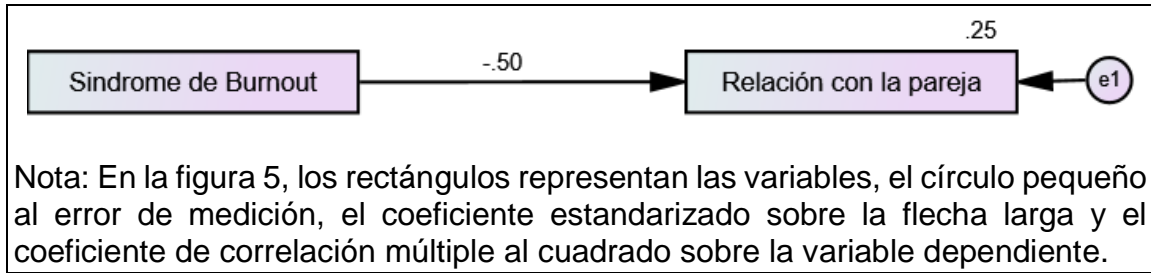 .25
-.50
Sindrome de Burnout
Relación con la pareja
e1
Nota: En la figura 5, los rectángulos representan las variables, el círculo pequeño
al error de medición, el coeficiente estandarizado sobre la flecha larga y el
coeficiente de correlación múltiple al cuadrado sobre la variable dependiente.